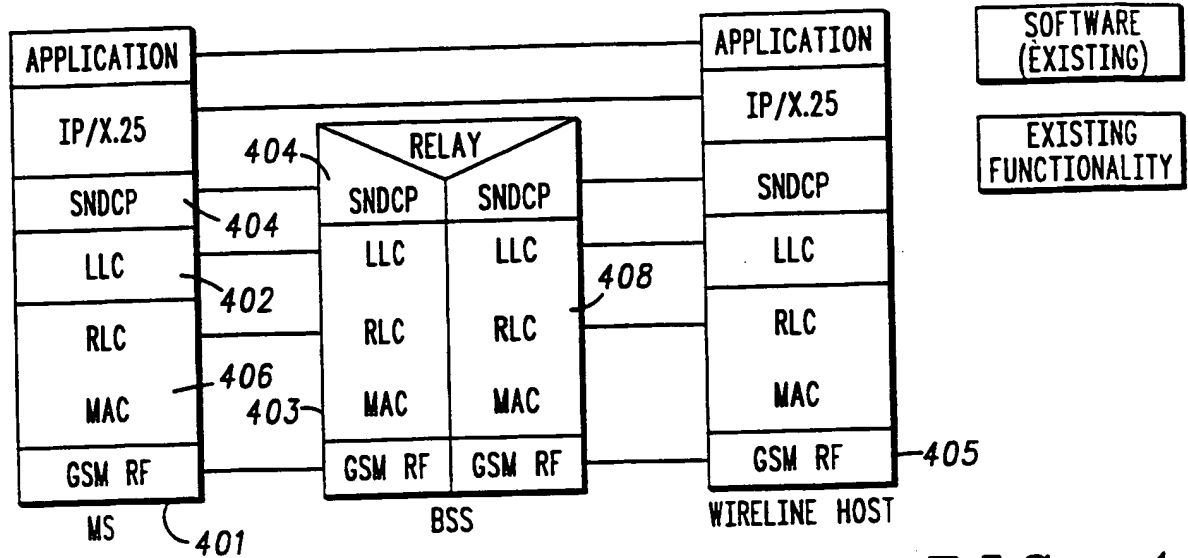 APPLICATION
IP/X.25
SNDCP
404
LLC
402
RLC
406
MAC
GSM RF
MS
401
RELAY
404
SNDCP SNDCP
LLC LLC
408
RLC RLC
403
MAC MAC
GSM RF GSM RF
BSS
APPLICATION
IP/X.25
SNDCP
LLC
RLC
MAC
GSM RF
405
WIRELINE HOST
SOFTWARE
(EXISTING)
EXISTING
FUNCTIONALITY